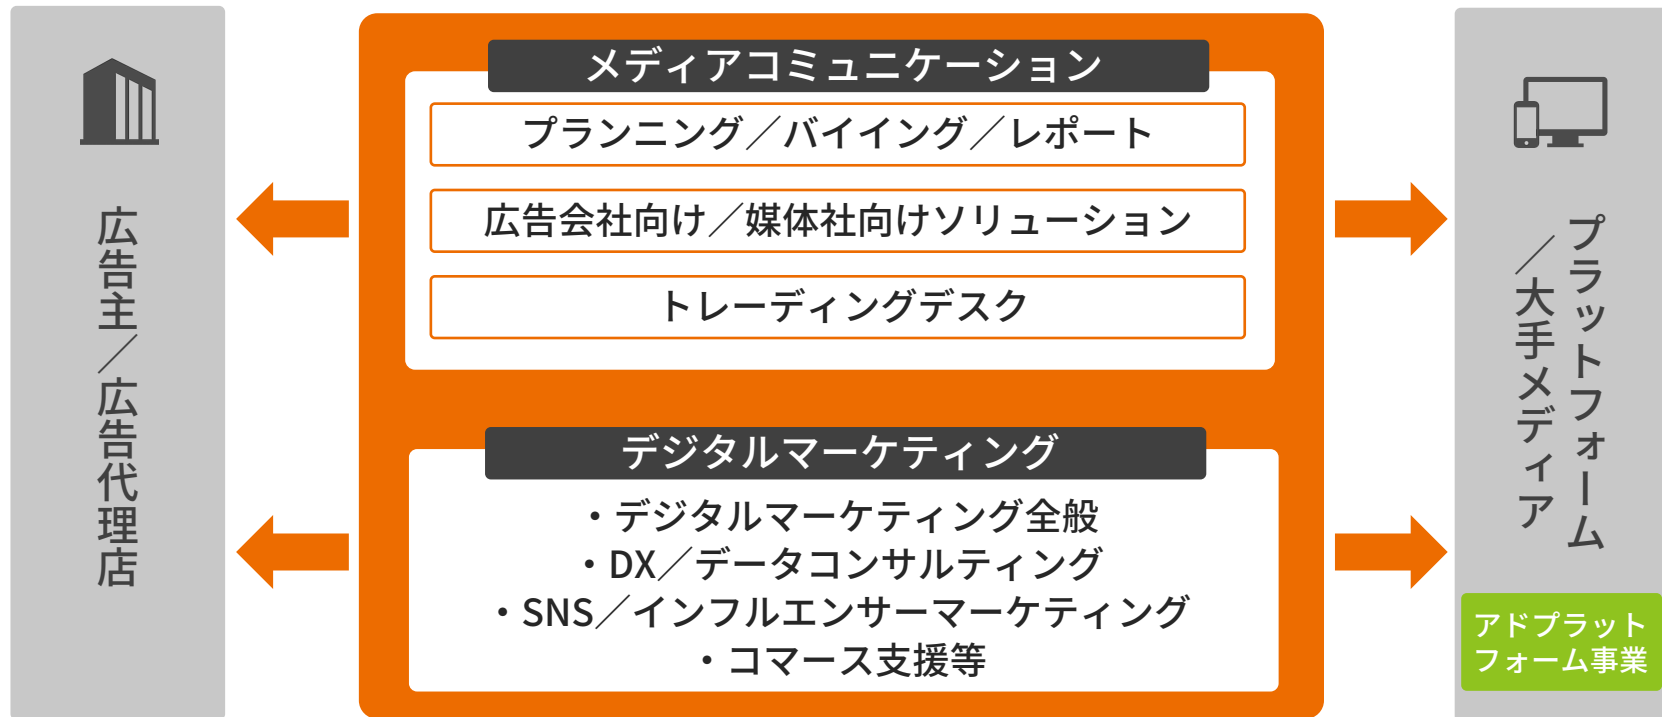 広告主／広告代理店
メディアコミュニケーション
プランニング／バイイング／レポート
広告会社向け／媒体社向けソリューション
トレーディングデスク
デジタルマーケティング
・デジタルマーケティング全般
・DX／データコンサルティング
・SNS／インフルエンサーマーケティング
・コマース支援等
プラットフォーム
／大手メディア
アドプラット
フォーム事業